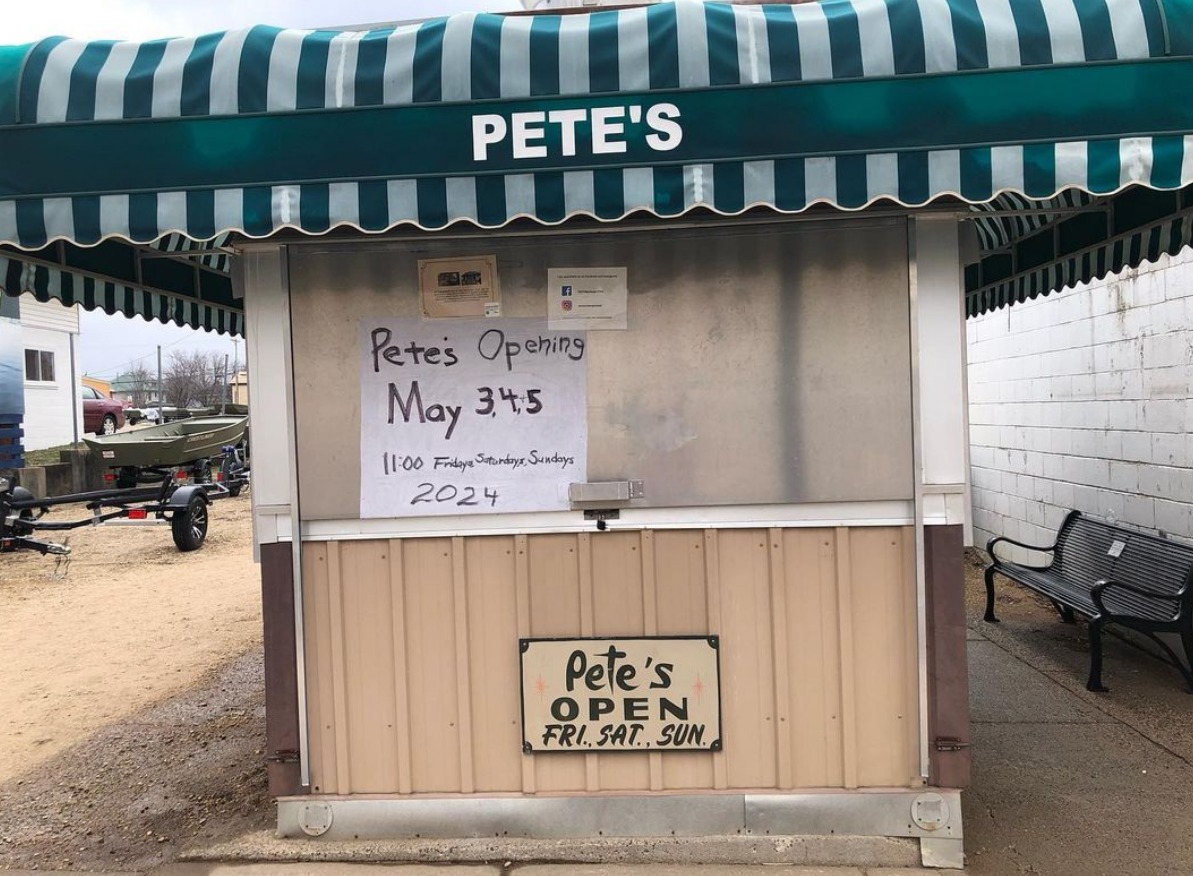 PETE'S
Pete's Opening
May 3,4,+5
11:00 Fridays Saturdays, Sundays
2024
Pete's
OPEN
FRI., SAT., SUN.